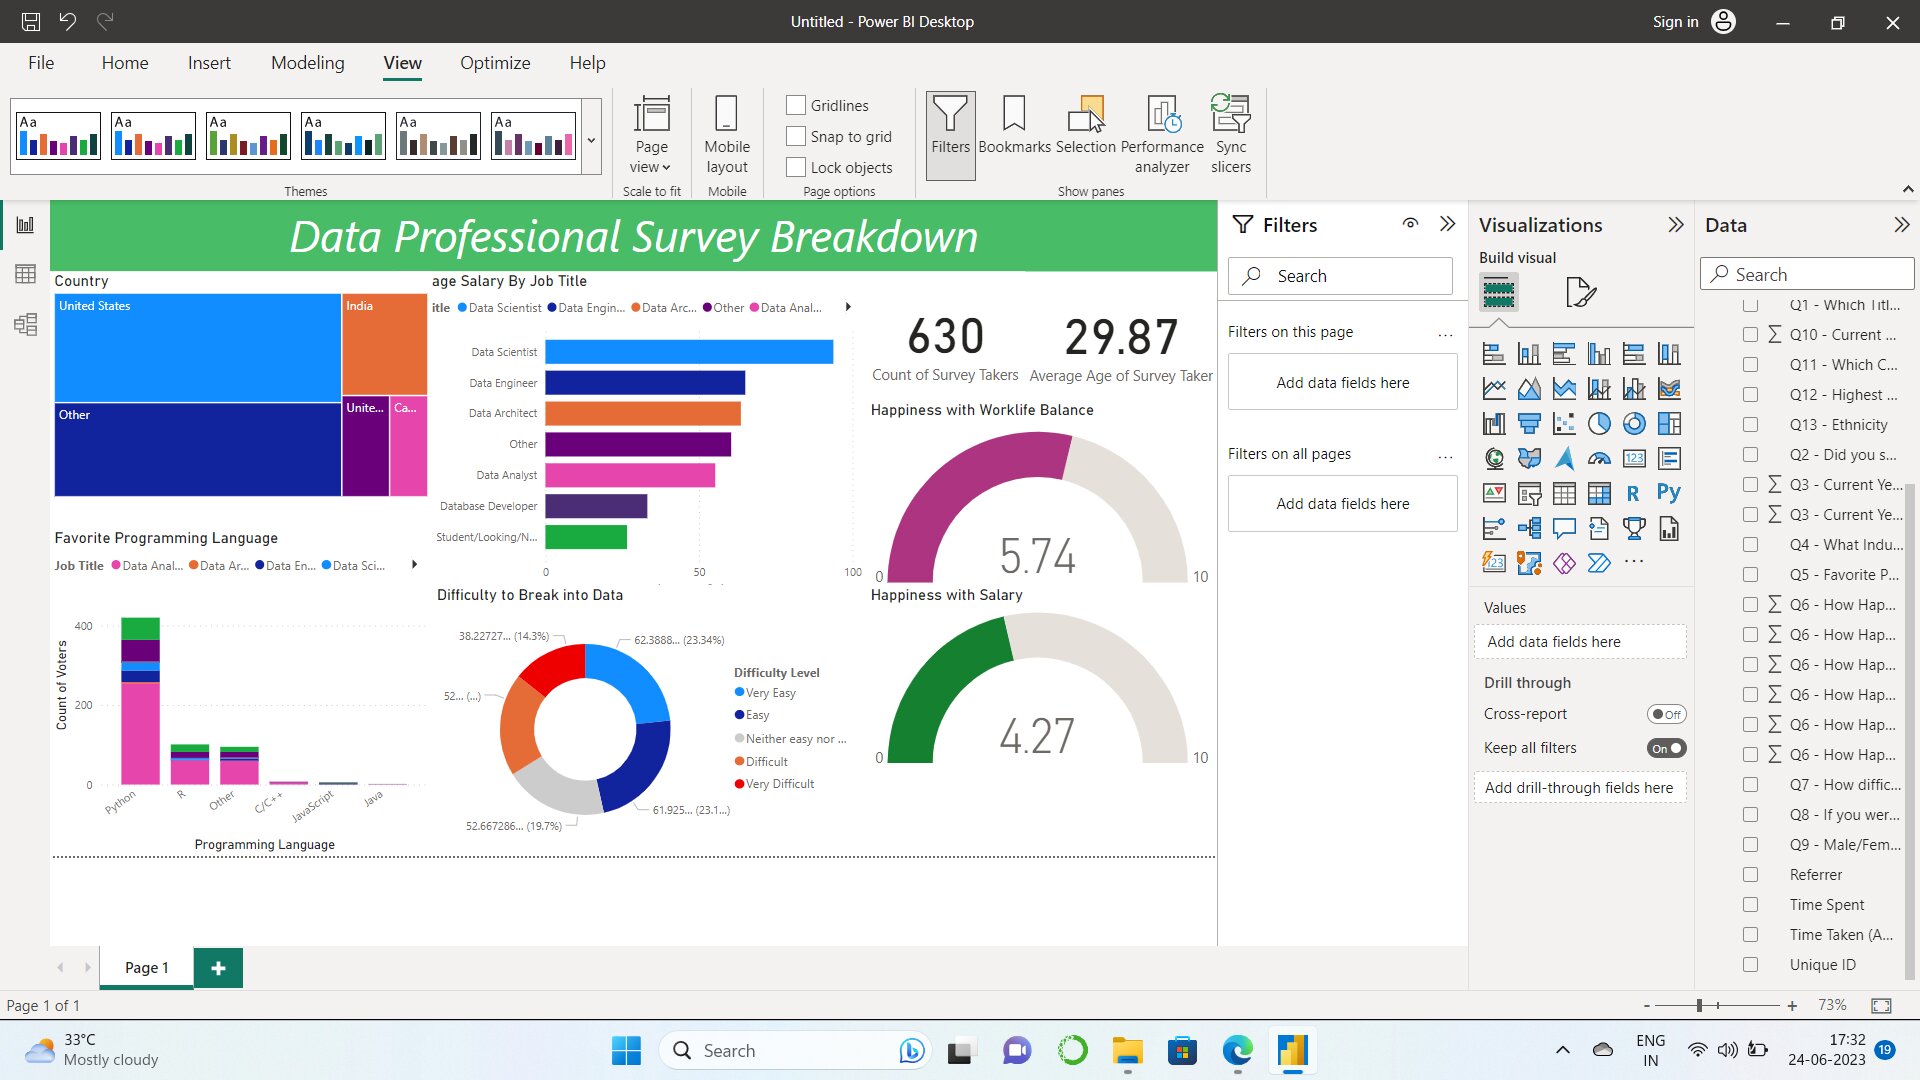 Untitled - Power BI Desktop
Sign in
File Home Insert Modeling View Optimize Help
Aa Aa Aa Aa Aa Aa
Themes
Page view
Scale to fit
Mobile layout
Mobile
Gridlines
Snap to grid
Lock objects
Page options
Filters
Bookmarks
Selection
Performance analyzer
Sync slicers
Show panes
Data Professional Survey Breakdown
Country
United States
India
Other
Unite...
Ca...
age Salary By Job Title
itle Data Scientist Data Engin... Data Arc... Other Data Anal...
Data Scientist
Data Engineer
Data Architect
Other
Data Analyst
Database Developer
Student/Looking/N...
0 50 100
630
Count of Survey Takers
29.87
Average Age of Survey Taker
Happiness with Worklife Balance
5.74
0 10
Favorite Programming Language
Job Title Data Anal... Data Ar... Data En... Data Sci...
Count of Voters
400
200
0
Python R Other C/C++ JavaScript Java
Programming Language
Difficulty to Break into Data
38.22727... (14.3%)
62.3888... (23.34%)
52... (...)
61.925... (23.1...)
52.667286... (19.7%)
Difficulty Level
Very Easy
Easy
Neither easy nor ...
Difficult
Very Difficult
Happiness with Salary
4.27
0 10
Filters
Search
Filters on this page ...
Add data fields here
Filters on all pages ...
Add data fields here
Visualizations
Build visual
123
R
Py
123
...
Values
Add data fields here
Drill through
Cross-report Off
Keep all filters On
Add drill-through fields here
Data
Search
Q1 - Which Titl...
Q10 - Current ...
Q11 - Which C...
Q12 - Highest ...
Q13 - Ethnicity
Q2 - Did you s...
Q3 - Current Ye...
Q3 - Current Ye...
Q4 - What Indu...
Q5 - Favorite P...
Q6 - How Hap...
Q6 - How Hap...
Q6 - How Hap...
Q6 - How Hap...
Q6 - How Hap...
Q6 - How Hap...
Q7 - How diffic...
Q8 - If you wer...
Q9 - Male/Fem...
Referrer
Time Spent
Time Taken (A...
Unique ID
Page 1
+
Page 1 of 1
- + 73%
33°C
Mostly cloudy
Search
ENG
IN
17:32
24-06-2023
19